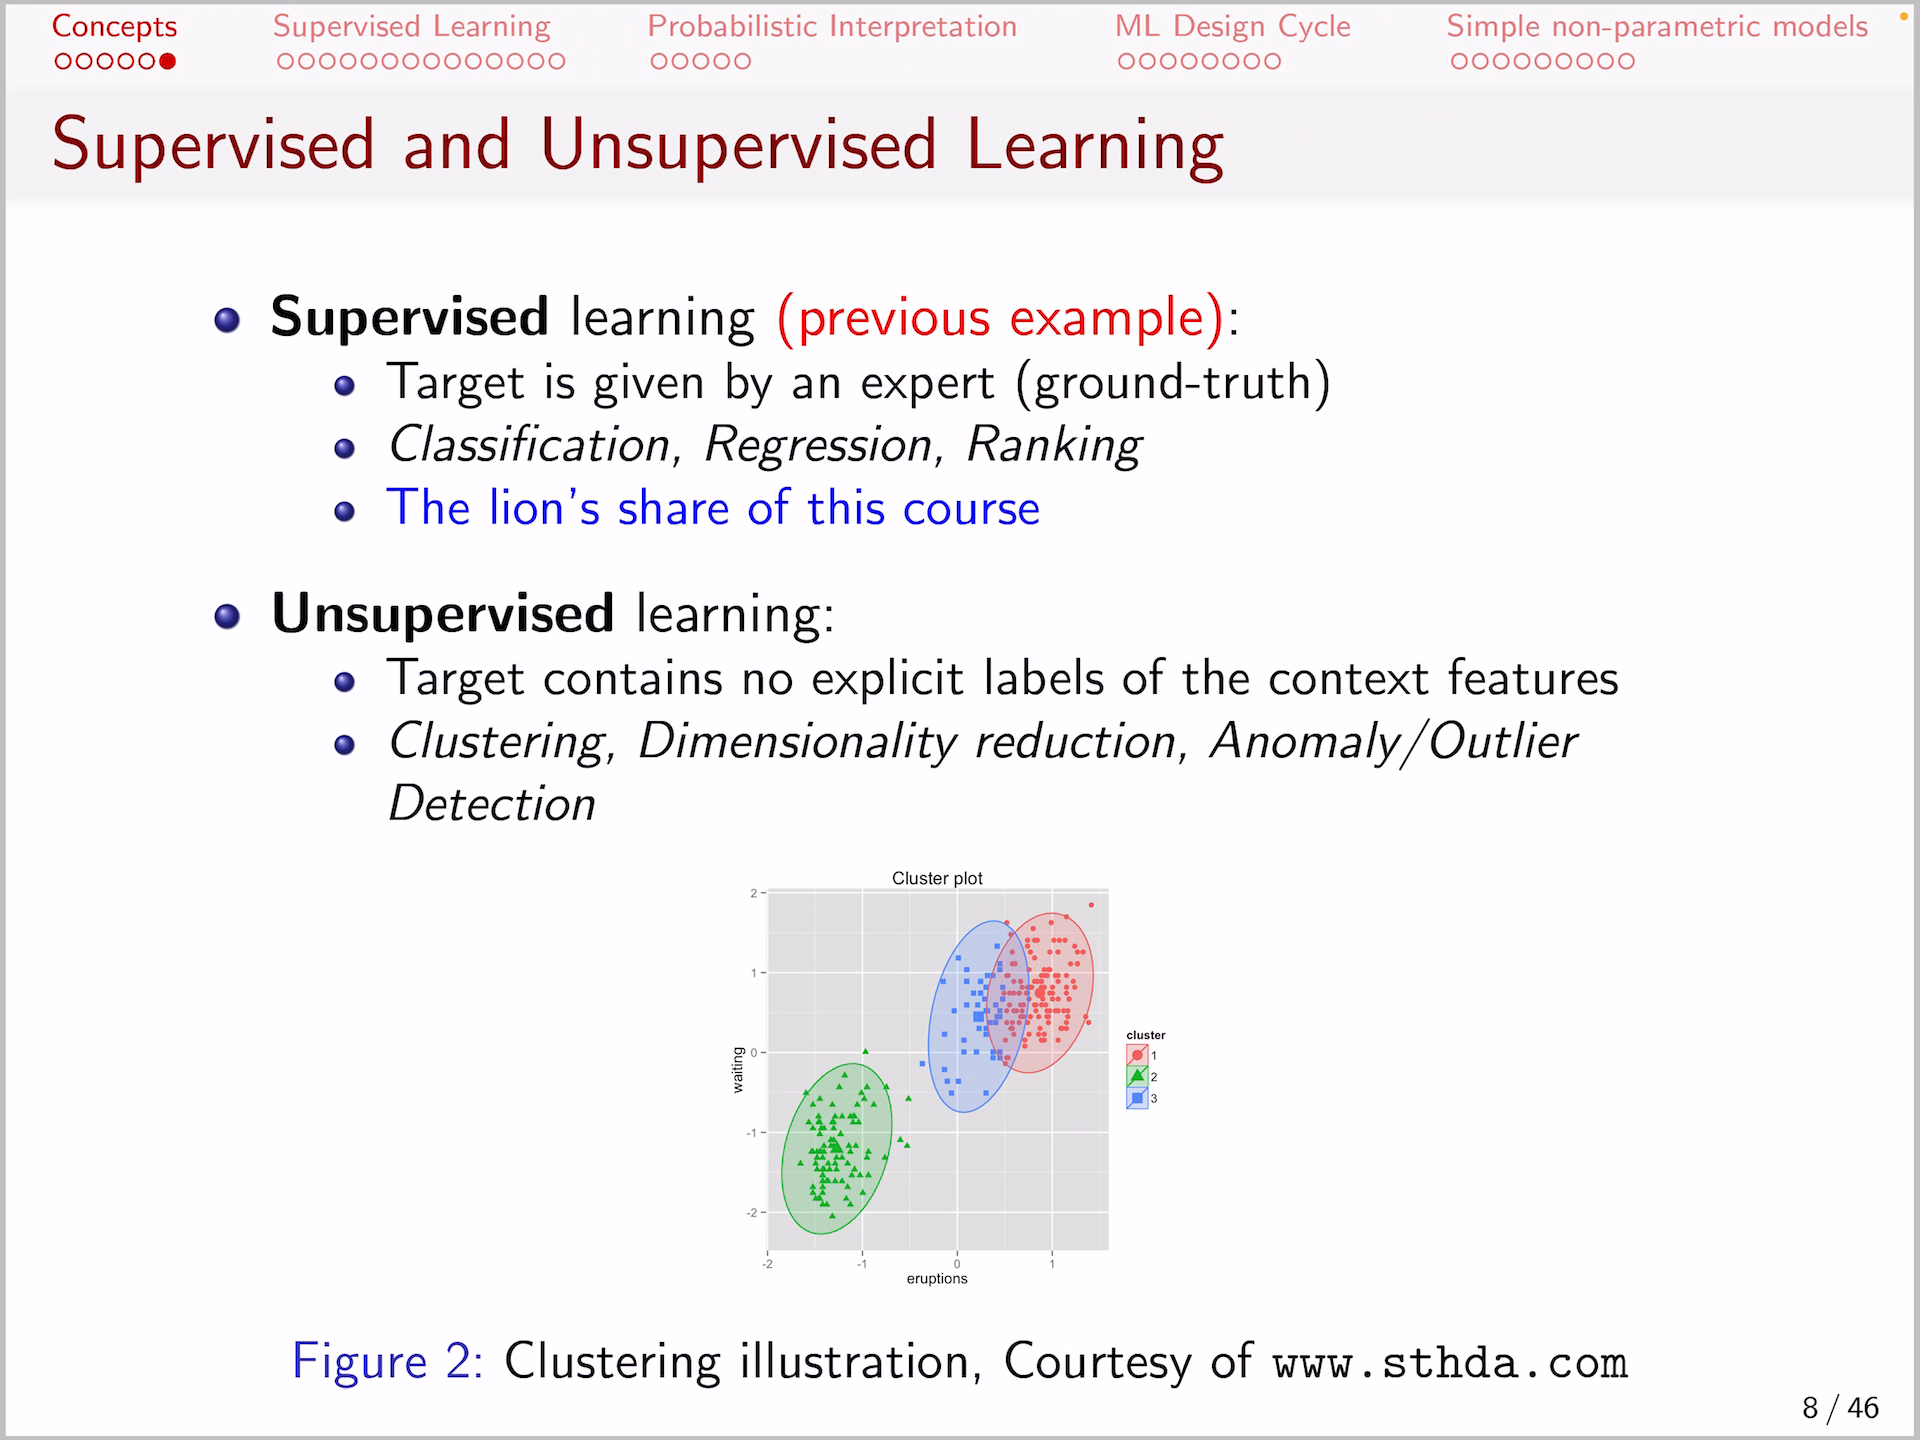 Concepts Supervised Learning Probabilistic Interpretation ML Design Cycle Simple non-parametric models
Supervised and Unsupervised Learning
Supervised learning (previous example):
Target is given by an expert (ground-truth)
Classification, Regression, Ranking
The lion's share of this course
Unsupervised learning:
Target contains no explicit labels of the context features
Clustering, Dimensionality reduction, Anomaly/Outlier
Detection
Cluster plot
2
1
0
-1
-2
waiting
-2 -1 0 1
eruptions
cluster
1
2
3
Figure 2: Clustering illustration, Courtesy of www.sthda.com
8 / 46